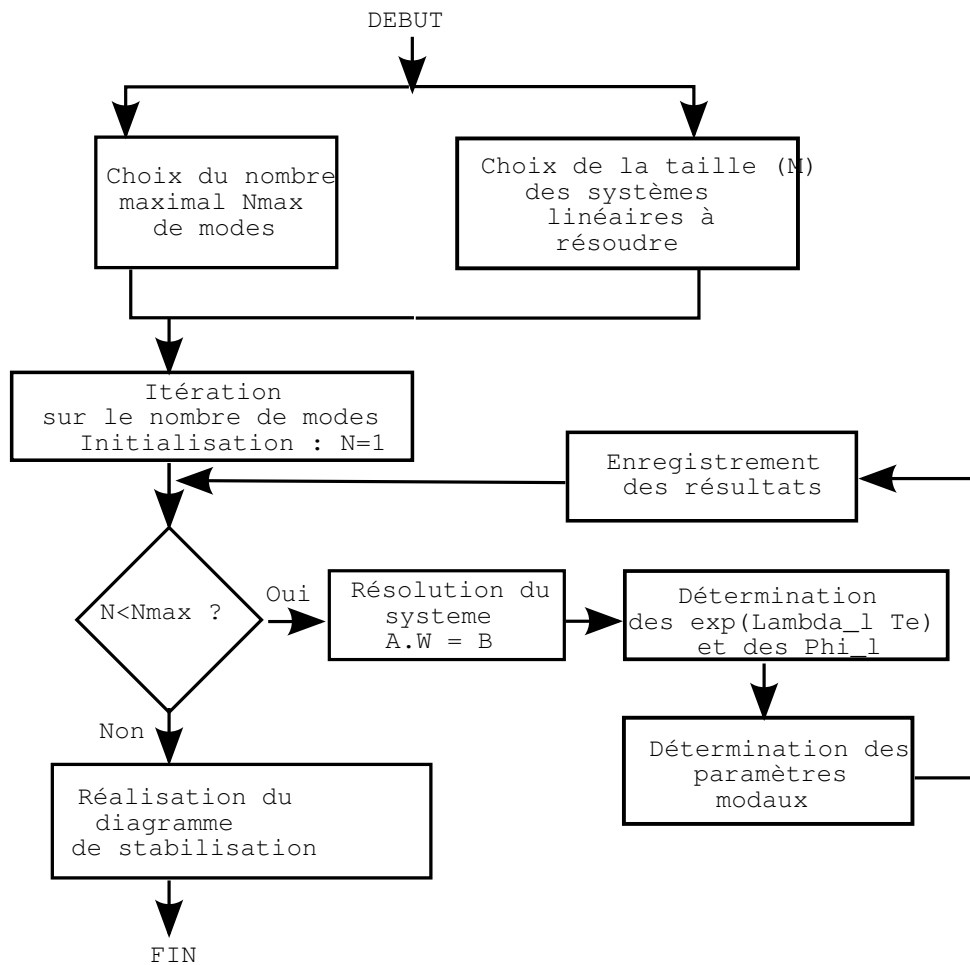 DEBUT
Choix du nombre
maximal Nmax
de modes
Choix de la taille (M)
des systèmes
linéaires à
résoudre
Itération
sur le nombre de modes
Initialisation : N=1
Enregistrement
des résultats
N<Nmax ?
Oui
Résolution du
systeme
A.W = B
Détermination
des exp(Lambda_l Te)
et des Phi_l
Non
Détermination des
paramètres
modaux
Réalisation du
diagramme
de stabilisation
FIN